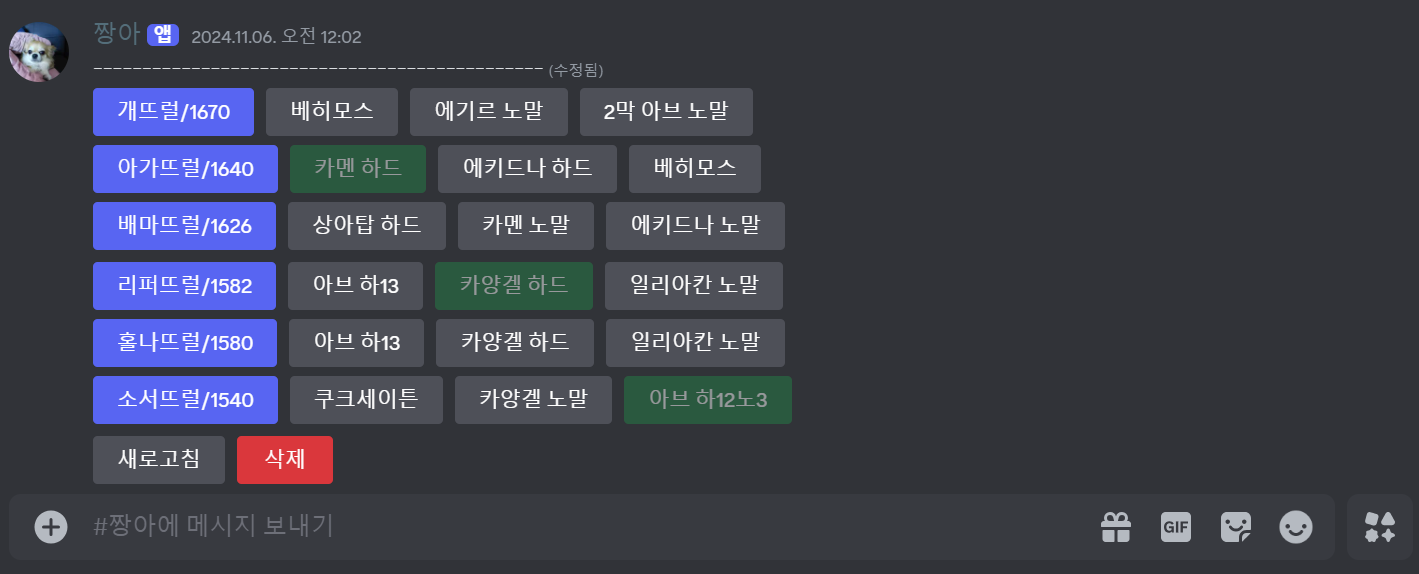 짱아 앱 2024.11.06. 오전 12:02
---------------------------------------------- (수정됨)
개뜨럴/1670 베히모스 에기르 노말 2막 아브 노말
아가뜨럴/1640 카멘 하드 에키드나 하드 베히모스
배마뜨럴/1626 상아탑 하드 카멘 노말 에키드나 노말
리퍼뜨럴/1582 아브 하13 카양겔 하드 일리아칸 노말
홀나뜨럴/1580 아브 하13 카양겔 하드 일리아칸 노말
소서뜨럴/1540 쿠크세이튼 카양겔 노말 아브 하12노3
새로고침 삭제
#짱아에 메시지 보내기 GIF